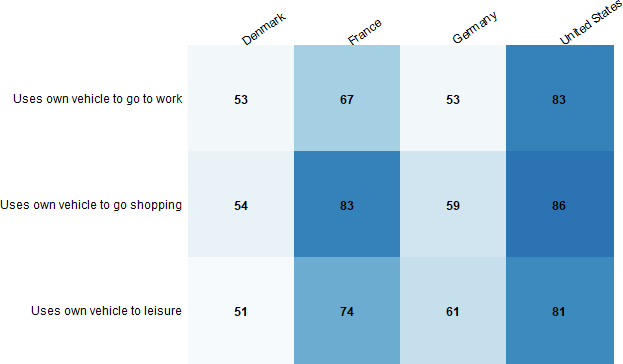 Denmark France Germany United States
Uses own vehicle to go to work 53 67 53 83
Uses own vehicle to go shopping 54 83 59 86
Uses own vehicle to leisure 51 74 61 81